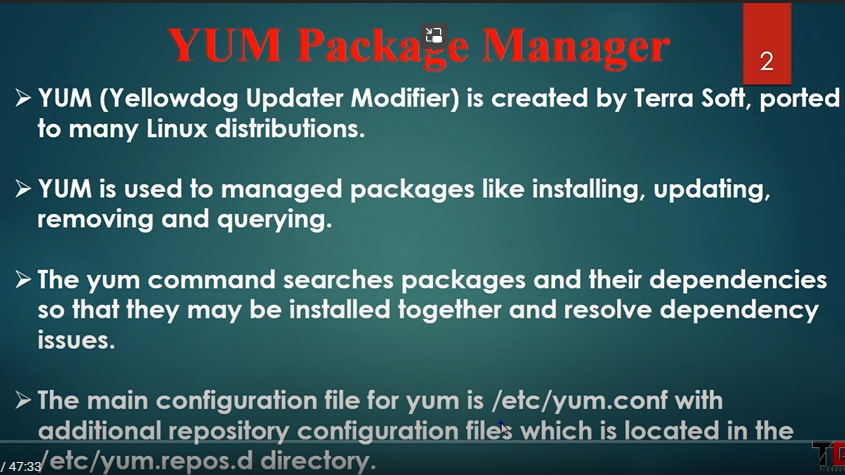 YUM Package Manager
2
➢ YUM (Yellowdog Updater Modifier) is created by Terra Soft, ported
to many Linux distributions.
➢ YUM is used to managed packages like installing, updating,
removing and querying.
➢ The yum command searches packages and their dependencies
so that they may be installed together and resolve dependency
issues.
➢ The main configuration file for yum is /etc/yum.conf with
additional repository configuration files which is located in the
/etc/yum.repos.d directory.
/ 47:33